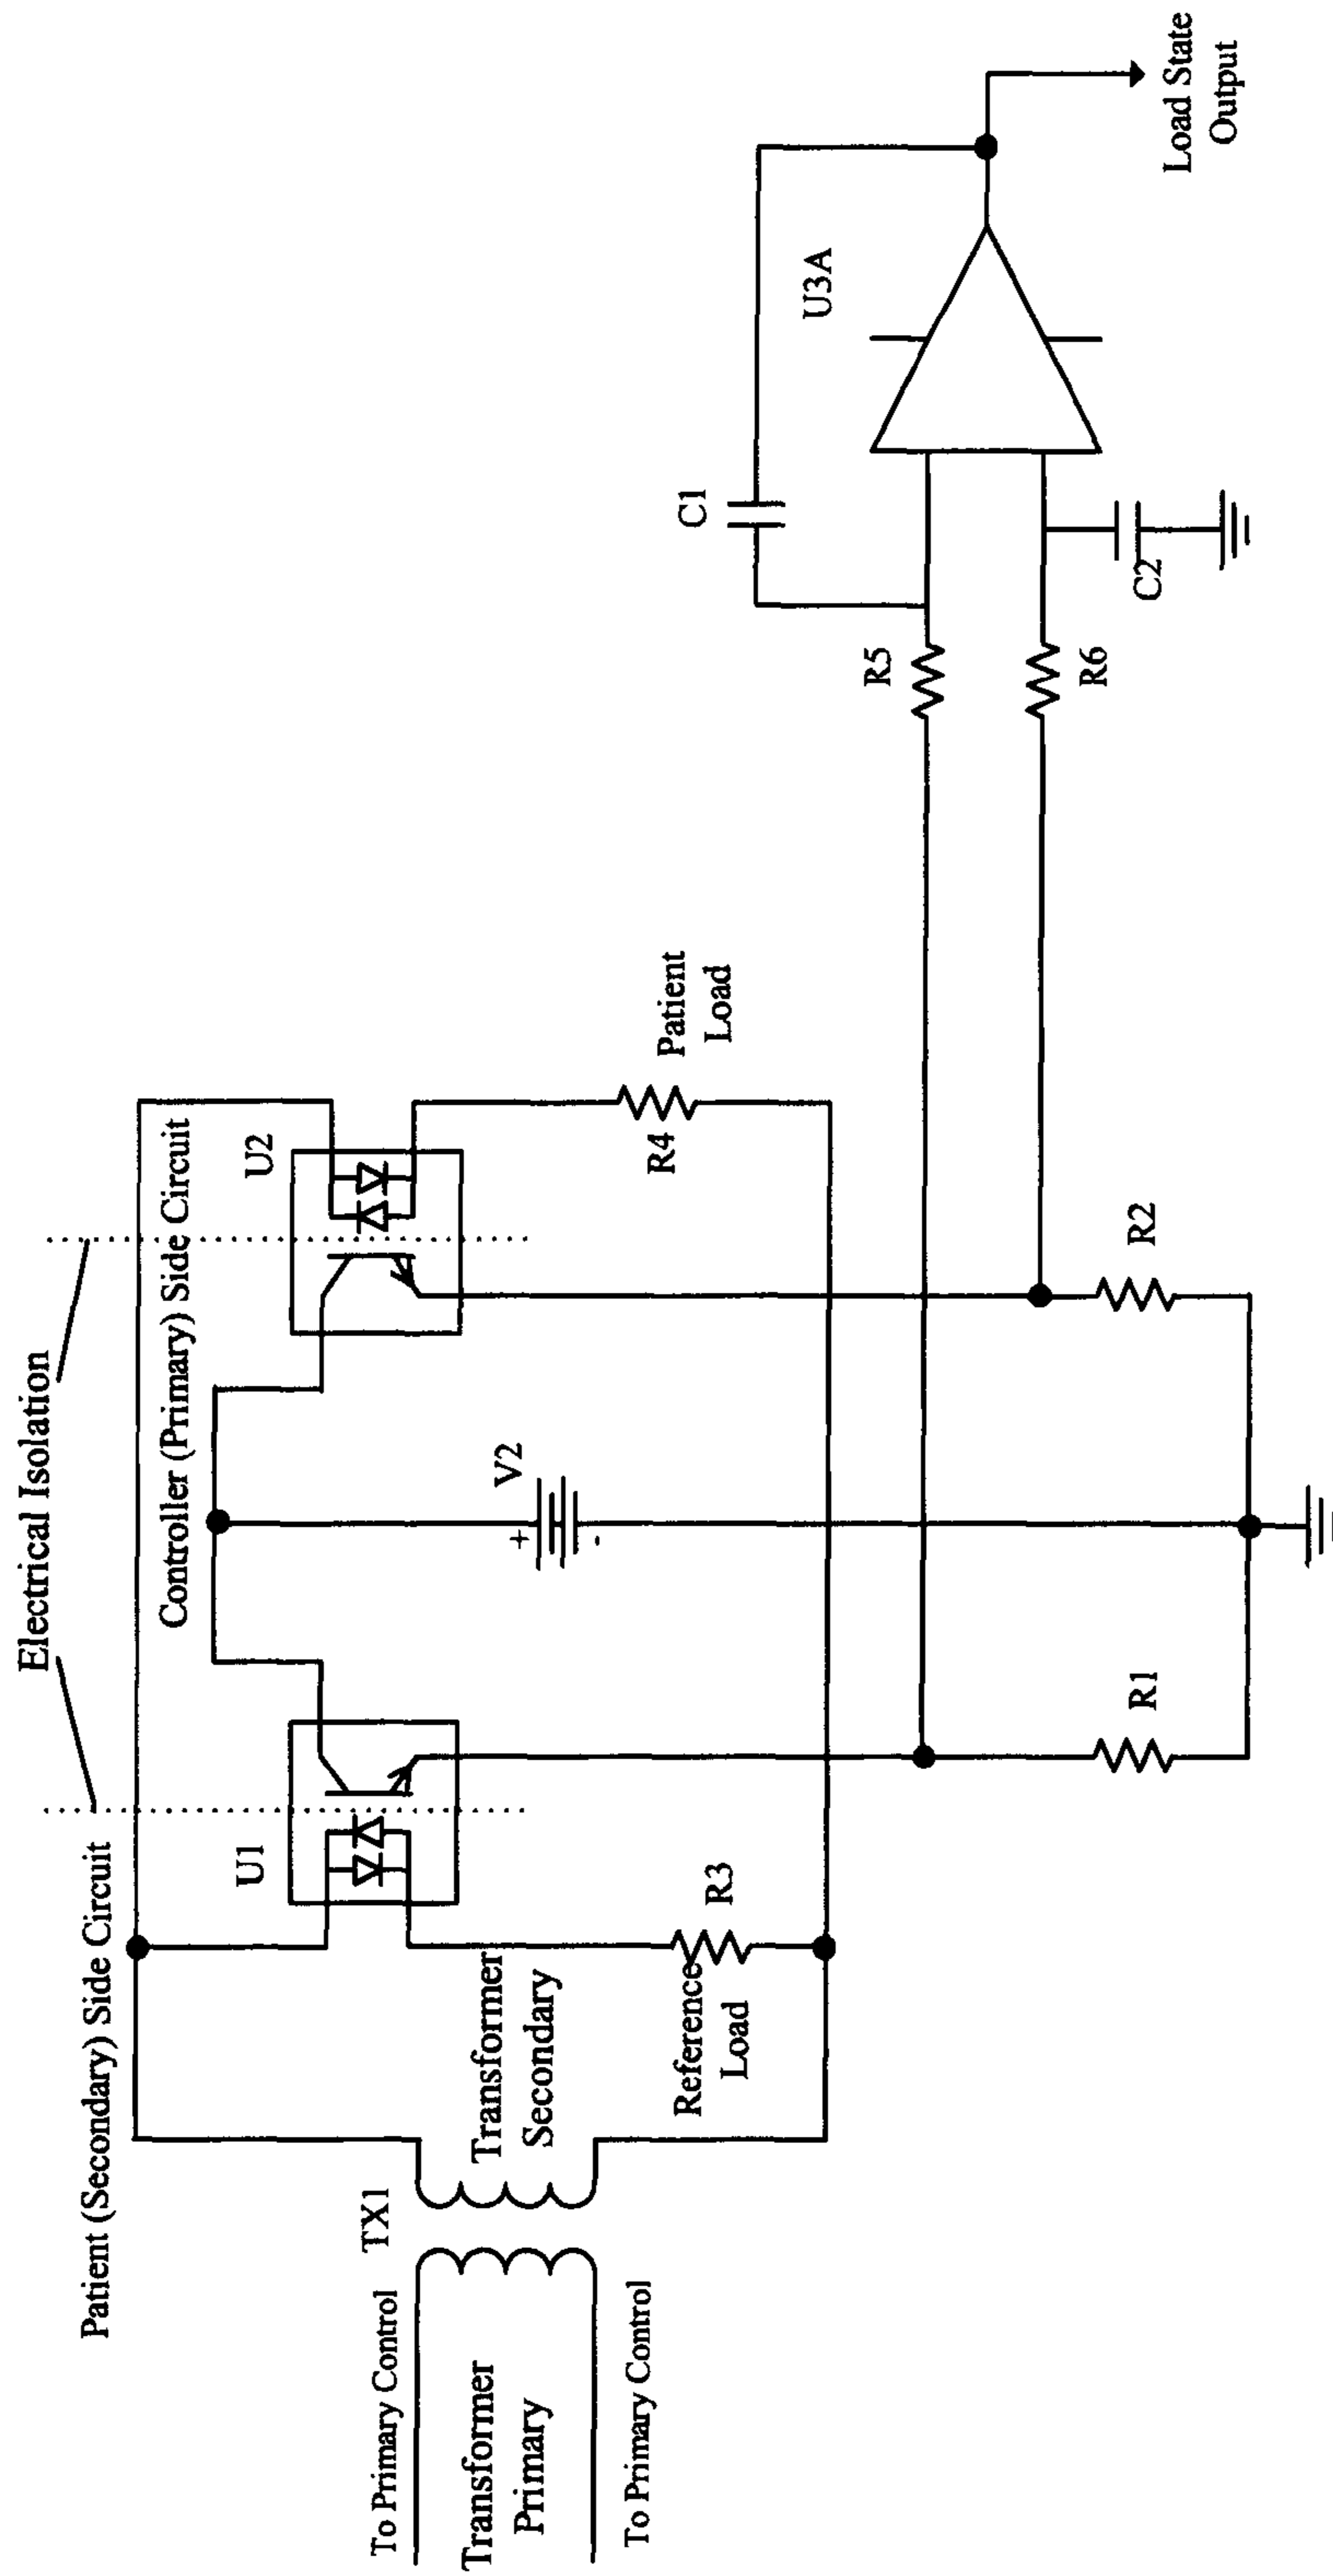 Electrical Isolation
Patient (Secondary) Side Circuit
Controller (Primary) Side Circuit
U1
U2
TX1
To Primary Control
Transformer
Primary
To Primary Control
Transformer
Secondary
Reference
Load
R3
V2
+
-
R4
Patient
Load
R1
R2
R5
R6
C1
C2
U3A
Load State
Output